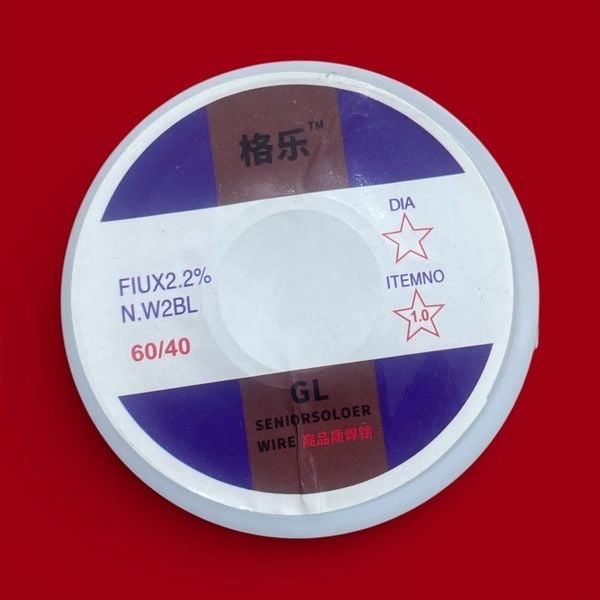 格乐™
DIA
FIUX2.2%
ITEMNO
N.W2BL
1.0
60/40
GL
SENIORSOLOER
WIRE 高品质焊锡